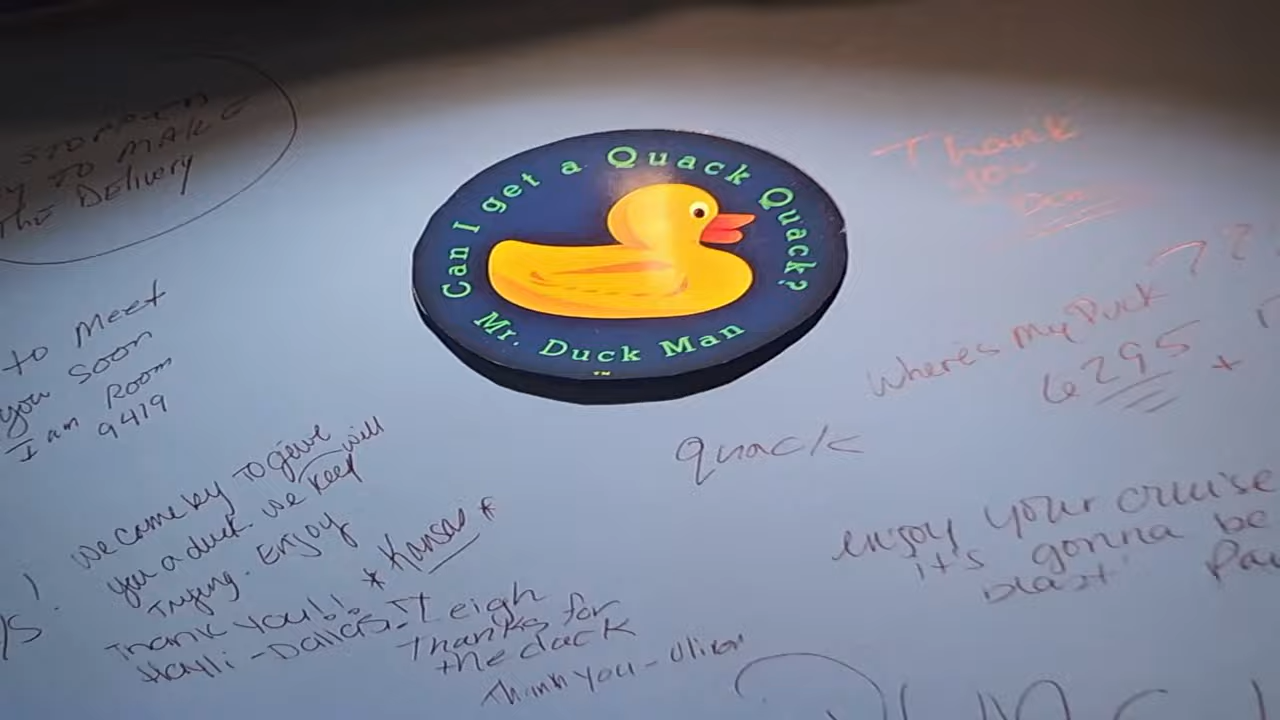 STOPPED
BY TO MAKE
THE DELIVERY
Can I get a Quack Quack?
Mr. Duck Man
TM
Thank
you
to meet
you soon
I am Room
9419
Where's my Duck ???
6295
quack
We came by to give
you a duck. We will keep
Trying. Enjoy
* Kansas *
Thank you!!
Hayli - Dallas, Leigh
Thanks for
the duck
Thank you - Oliver
enjoy your cruise
it's gonna be
blast